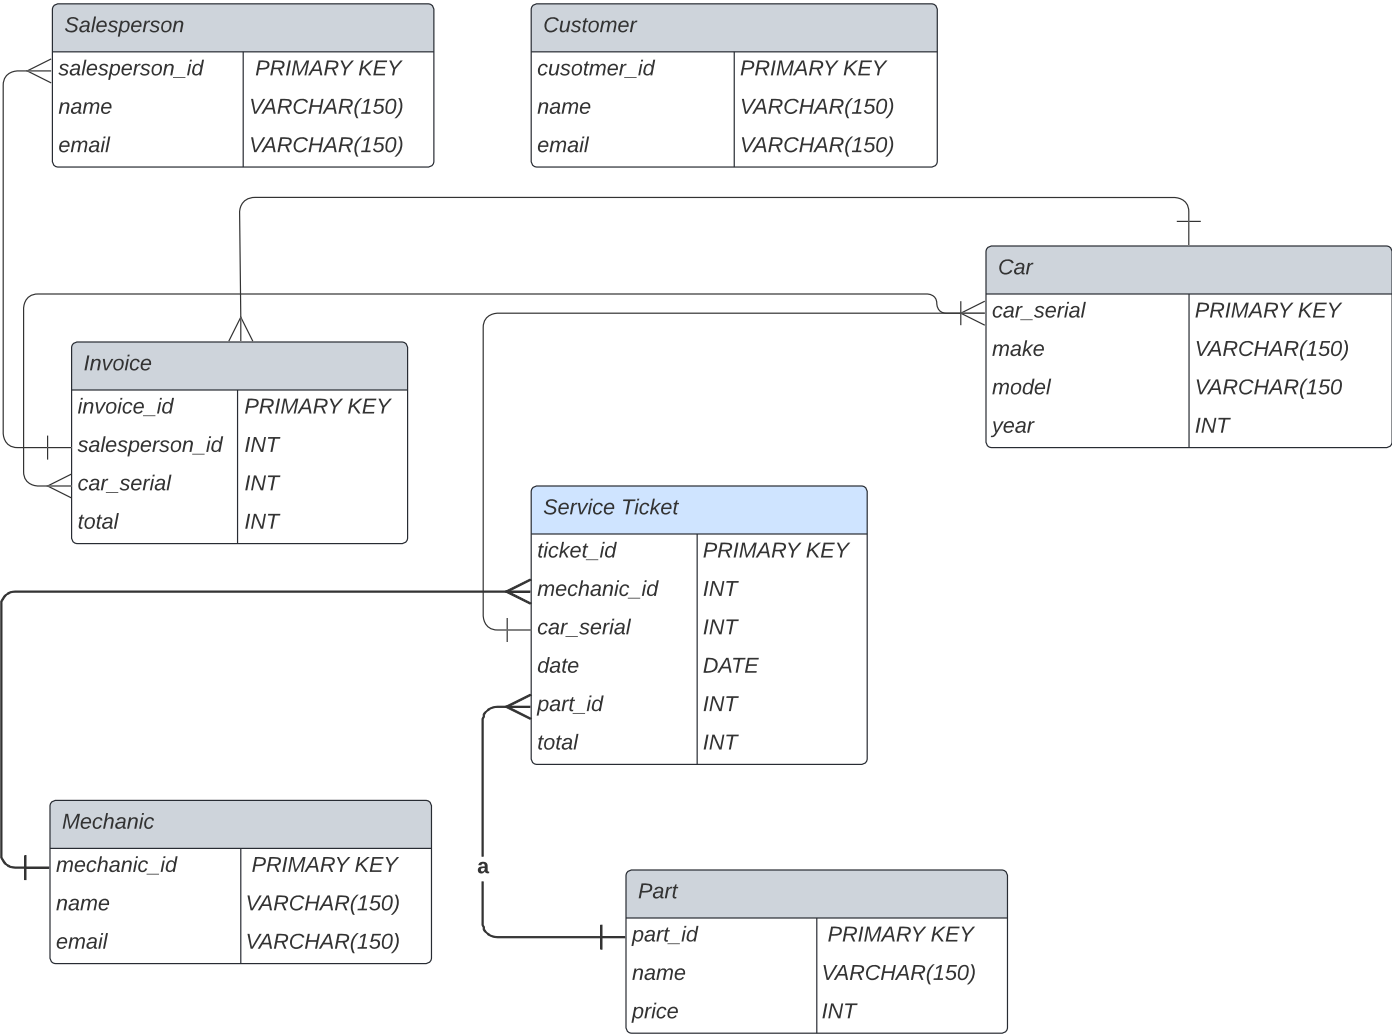 Salesperson
salesperson_id PRIMARY KEY
name VARCHAR(150)
email VARCHAR(150)
Customer
cusotmer_id PRIMARY KEY
name VARCHAR(150)
email VARCHAR(150)
Car
car_serial PRIMARY KEY
make VARCHAR(150)
model VARCHAR(150
year INT
Invoice
invoice_id PRIMARY KEY
salesperson_id INT
car_serial INT
total INT
Service Ticket
ticket_id PRIMARY KEY
mechanic_id INT
car_serial INT
date DATE
part_id INT
total INT
Mechanic
mechanic_id PRIMARY KEY
name VARCHAR(150)
email VARCHAR(150)
a
Part
part_id PRIMARY KEY
name VARCHAR(150)
price INT